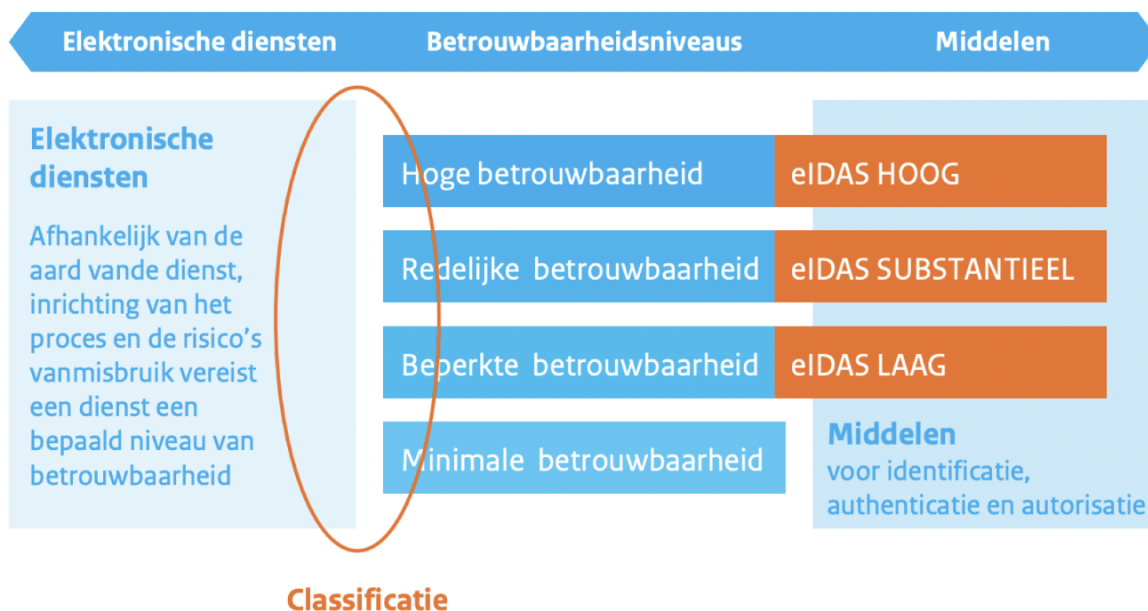 Elektronische diensten Betrouwbaarheidsniveaus Middelen
Elektronische
diensten
Afhankelijk van de
aard vande dienst,
inrichting van het
proces en de risico's
vanmisbruik vereist
een dienst een
bepaald niveau van
betrouwbaarheid
Hoge betrouwbaarheid eIDAS HOOG
Redelijke betrouwbaarheid eIDAS SUBSTANTIEEL
Beperkte betrouwbaarheid eIDAS LAAG
Minimale betrouwbaarheid
Middelen
voor identificatie,
authenticatie en autorisatie
Classificatie